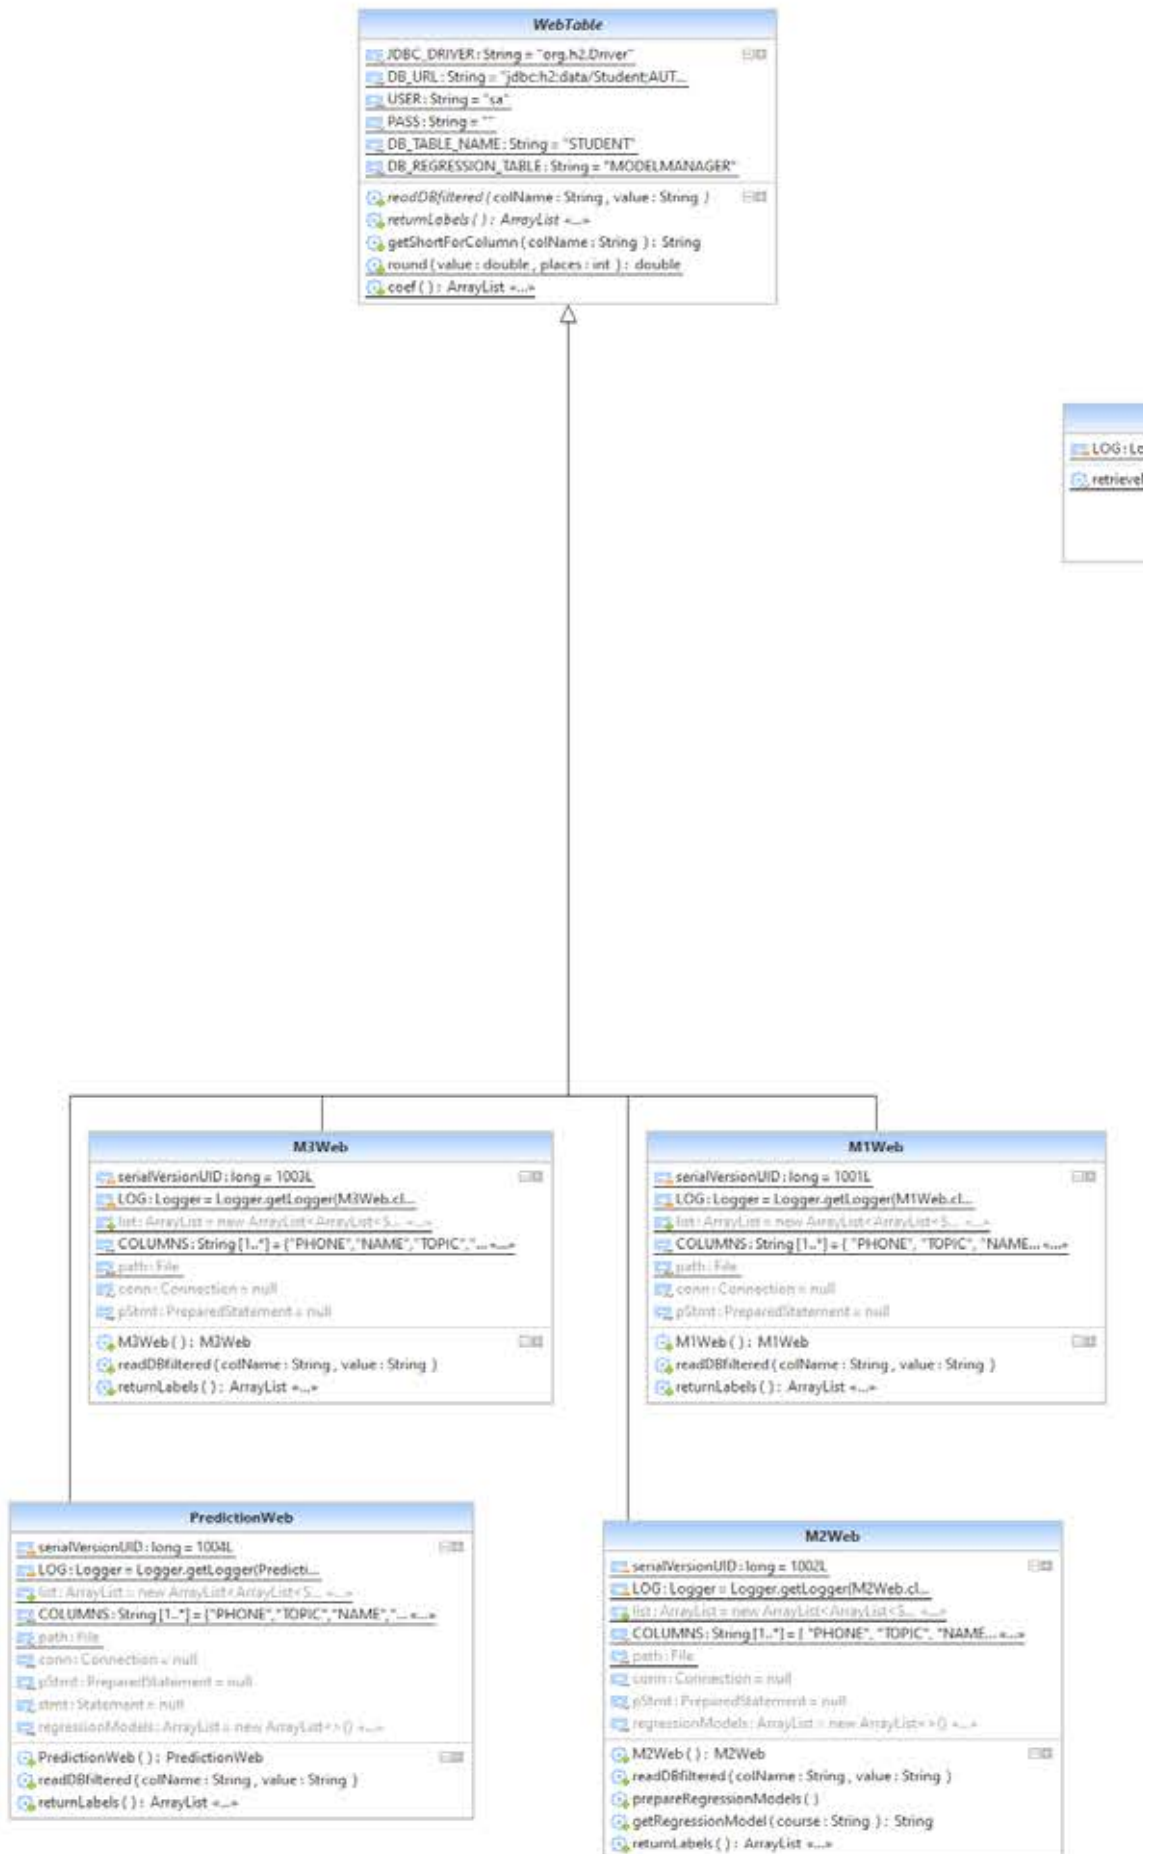 WebTable
JDBC_DRIVER : String = "org.h2.Driver"
DB_URL : String = "jdbc:h2:data/Student;AUT...
USER : String = "sa"
PASS : String = ""
DB_TABLE_NAME : String = "STUDENT"
DB_REGRESSION_TABLE : String = "MODELMANAGER"
readDBfiltered ( colName : String , value : String )
returnLabels ( ) : ArrayList «...»
getShortForColumn ( colName : String ) : String
round ( value : double , places : int ) : double
coef ( ) : ArrayList «...»
LOG : Lo
retrieve
M3Web
serialVersionUID : long = 1003L
LOG : Logger = Logger.getLogger(M3Web.cl...
list : ArrayList = new ArrayList<ArrayList<S... «...»
COLUMNS : String [1..*] = {"PHONE","NAME","TOPIC","... «...»
path : File
conn : Connection = null
pStmt : PreparedStatement = null
M3Web ( ) : M3Web
readDBfiltered ( colName : String , value : String )
returnLabels ( ) : ArrayList «...»
M1Web
serialVersionUID : long = 1001L
LOG : Logger = Logger.getLogger(M1Web.cl...
list : ArrayList = new ArrayList<ArrayList<S... «...»
COLUMNS : String [1..*] = { "PHONE", "TOPIC", "NAME... «...»
path : File
conn : Connection = null
pStmt : PreparedStatement = null
M1Web ( ) : M1Web
readDBfiltered ( colName : String , value : String )
returnLabels ( ) : ArrayList «...»
PredictionWeb
serialVersionUID : long = 1004L
LOG : Logger = Logger.getLogger(Predicti...
list : ArrayList = new ArrayList<ArrayList<S... «...»
COLUMNS : String [1..*] = {"PHONE","TOPIC","NAME","... «...»
path : File
conn : Connection = null
pStmt : PreparedStatement = null
stmt : Statement = null
regressionModels : ArrayList = new ArrayList<>() «...»
PredictionWeb ( ) : PredictionWeb
readDBfiltered ( colName : String , value : String )
returnLabels ( ) : ArrayList «...»
M2Web
serialVersionUID : long = 1002L
LOG : Logger = Logger.getLogger(M2Web.cl...
list : ArrayList = new ArrayList<ArrayList<S... «...»
COLUMNS : String [1..*] = { "PHONE", "TOPIC", "NAME... «...»
path : File
conn : Connection = null
pStmt : PreparedStatement = null
regressionModels : ArrayList = new ArrayList<>() «...»
M2Web ( ) : M2Web
readDBfiltered ( colName : String , value : String )
prepareRegressionModels ( )
getRegressionModel ( course : String ) : String
returnLabels ( ) : ArrayList «...»